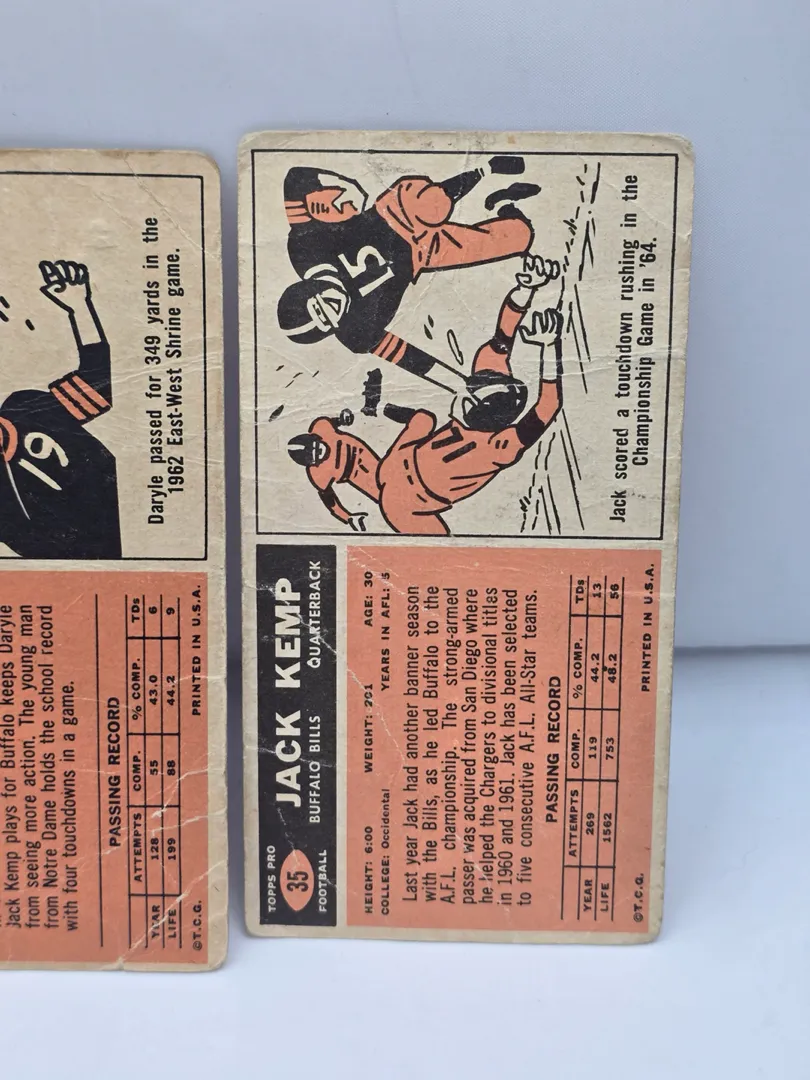 Daryle passed for 349 yards in the
1962 East-West Shrine game.
19
Jack Kemp plays for Buffalo keeps Daryle
from seeing more action. The young man
from Notre Dame holds the school record
with four touchdowns in a game.
PASSING RECORD
ATTEMPTS COMP. % COMP. TDs
YEAR 128 55 43.0 6
LIFE 199 88 44.2 9
©T.C.G. PRINTED IN U.S.A.
15
Jack scored a touchdown rushing in the
Championship Game in '64.
TOPPS PRO
35
FOOTBALL
JACK KEMP
BUFFALO BILLS QUARTERBACK
HEIGHT: 6:00 WEIGHT: 201 AGE: 30
COLLEGE: Occidental YEARS IN AFL: 5
Last year Jack had another banner season
with the Bills, as he led Buffalo to the
A.F.L. championship. The strong-armed
passer was acquired from San Diego where
he helped the Chargers to divisional titles
in 1960 and 1961. Jack has been selected
to five consecutive A.F.L. All-Star teams.
PASSING RECORD
ATTEMPTS COMP. % COMP. TDs
YEAR 269 119 44.2 13
LIFE 1562 753 48.2 56
©T.C.G. PRINTED IN U.S.A.